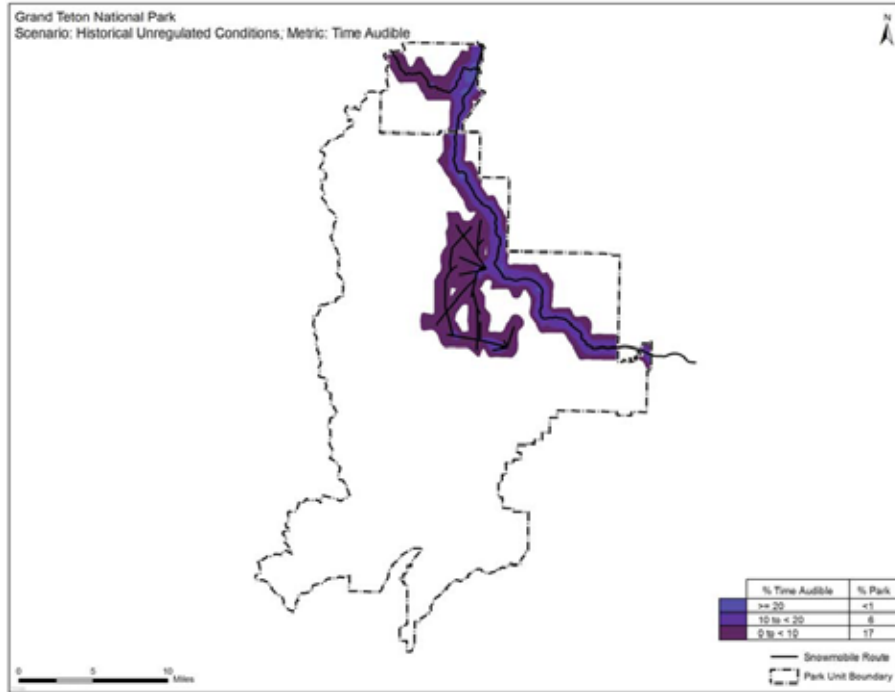 Grand Teton National Park
Scenario: Historical Unregulated Conditions, Metric: Time Audible
N
% Time Audible % Park
>= 20 <1
10 to < 20 6
0 to < 10 17
Snowmobile Route
Park Unit Boundary
0 5 10
Miles